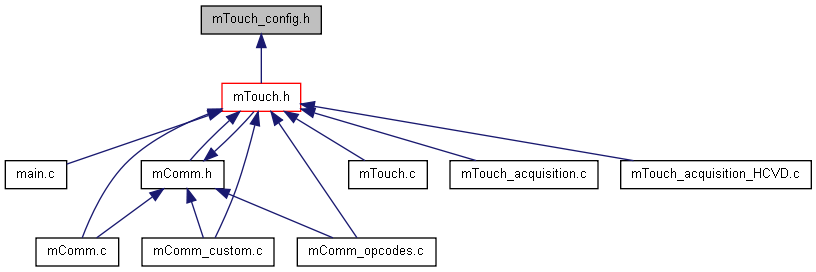 mTouch_config.h
mTouch.h
main.c
mComm.h
mTouch.c
mTouch_acquisition.c
mTouch_acquisition_HCVD.c
mComm.c
mComm_custom.c
mComm_opcodes.c